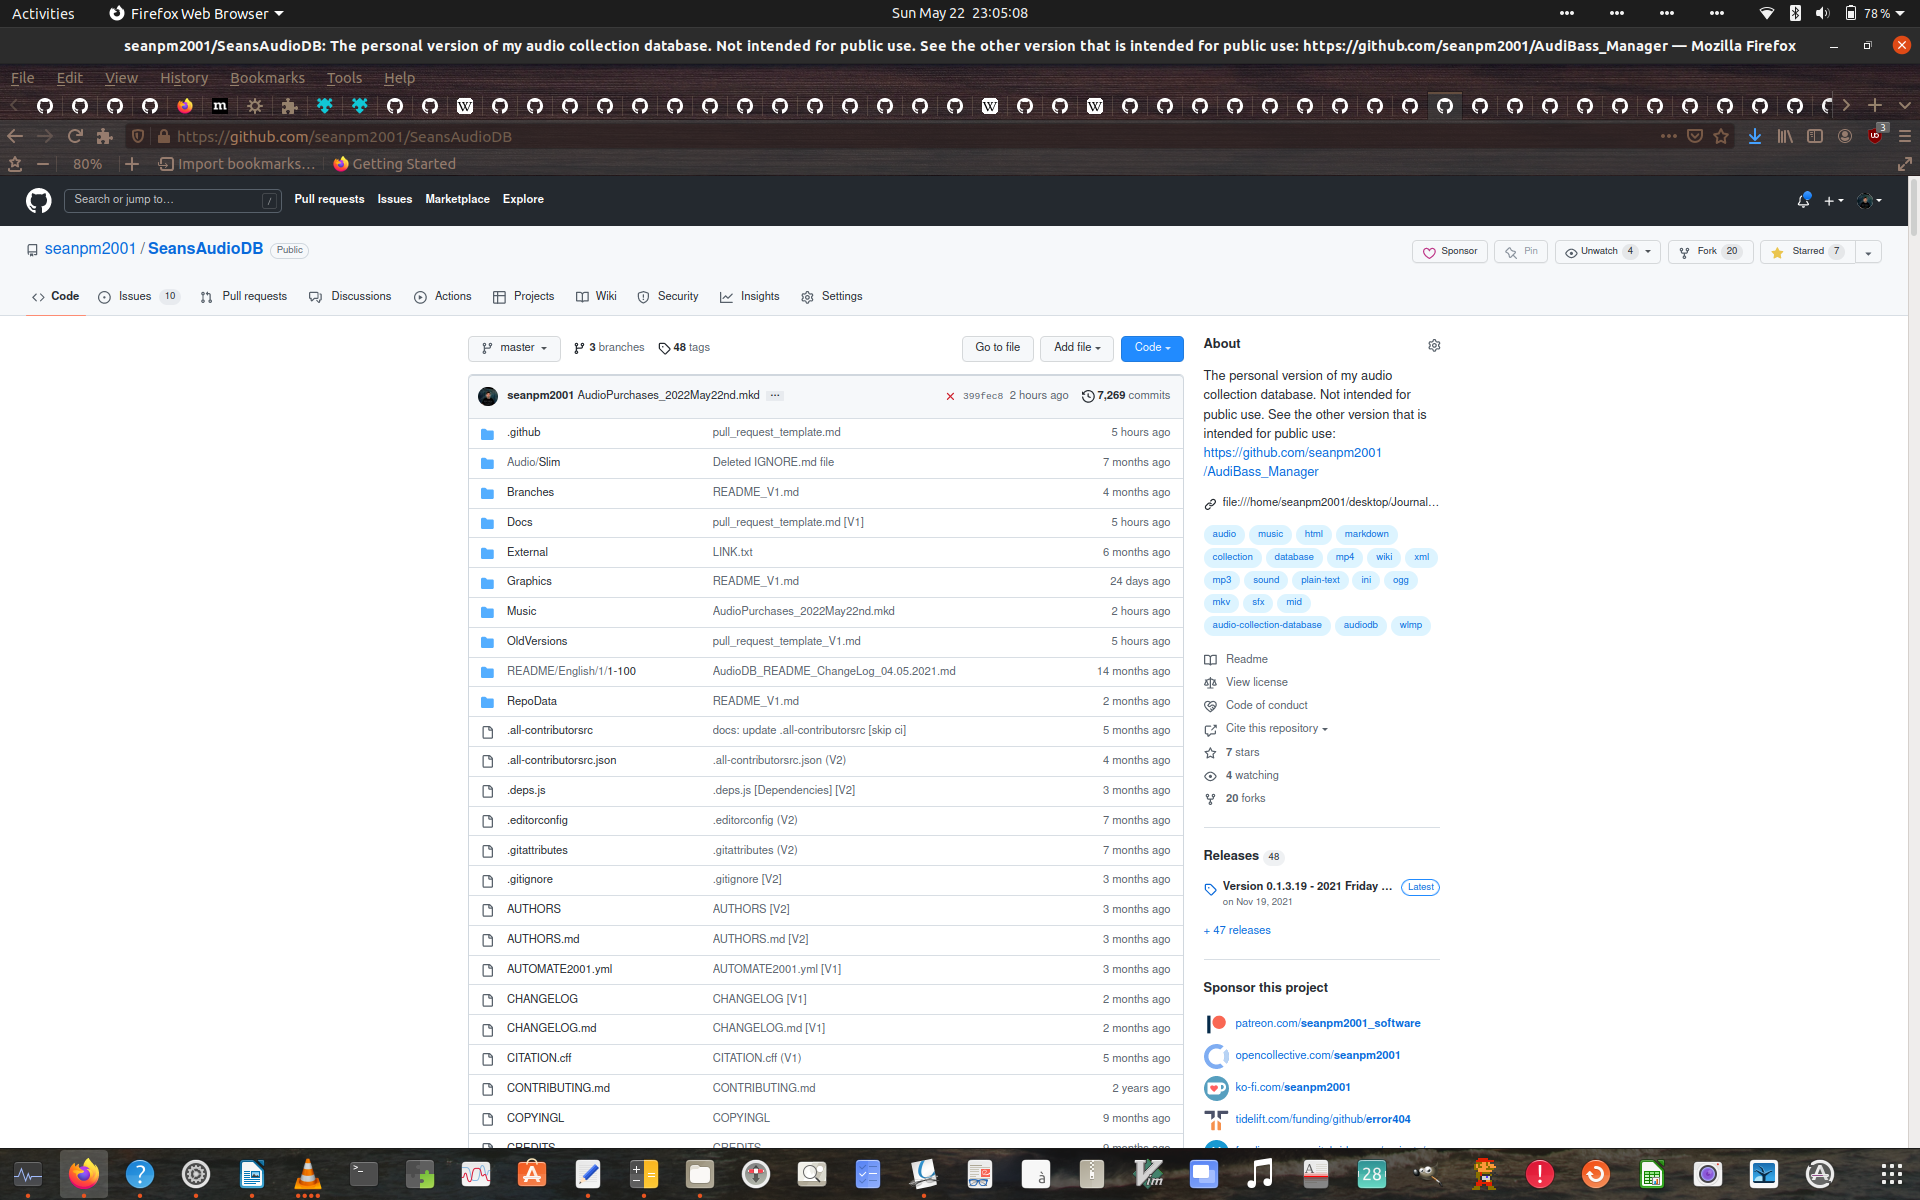 Activities Firefox Web Browser Sun May 22 23:05:08 78 %
seanpm2001/SeansAudioDB: The personal version of my audio collection database. Not intended for public use. See the other version that is intended for public use: https://github.com/seanpm2001/AudiBass_Manager — Mozilla Firefox
File Edit View History Bookmarks Tools Help
https://github.com/seanpm2001/SeansAudioDB 3
80% Import bookmarks... Getting Started
Search or jump to... / Pull requests Issues Marketplace Explore
seanpm2001 / SeansAudioDB Public Sponsor Pin Unwatch 4 Fork 20 Starred 7
Code Issues 10 Pull requests Discussions Actions Projects Wiki Security Insights Settings
master 3 branches 48 tags Go to file Add file Code
seanpm2001 AudioPurchases_2022May22nd.mkd ... 399fec8 2 hours ago 7,269 commits
.github pull_request_template.md 5 hours ago
Audio/Slim Deleted IGNORE.md file 7 months ago
Branches README_V1.md 4 months ago
Docs pull_request_template.md [V1] 5 hours ago
External LINK.txt 6 months ago
Graphics README_V1.md 24 days ago
Music AudioPurchases_2022May22nd.mkd 2 hours ago
OldVersions pull_request_template_V1.md 5 hours ago
README/English/1/1-100 AudioDB_README_ChangeLog_04.05.2021.md 14 months ago
RepoData README_V1.md 2 months ago
.all-contributorsrc docs: update .all-contributorsrc [skip ci] 5 months ago
.all-contributorsrc.json .all-contributorsrc.json (V2) 4 months ago
.deps.js .deps.js [Dependencies] [V2] 3 months ago
.editorconfig .editorconfig (V2) 7 months ago
.gitattributes .gitattributes (V2) 7 months ago
.gitignore .gitignore [V2] 3 months ago
AUTHORS AUTHORS [V2] 3 months ago
AUTHORS.md AUTHORS.md [V2] 3 months ago
AUTOMATE2001.yml AUTOMATE2001.yml [V1] 3 months ago
CHANGELOG CHANGELOG [V1] 2 months ago
CHANGELOG.md CHANGELOG.md [V1] 2 months ago
CITATION.cff CITATION.cff (V1) 5 months ago
CONTRIBUTING.md CONTRIBUTING.md 2 years ago
COPYINGL COPYINGL 9 months ago
CREDITS CREDITS 9 months ago
About
The personal version of my audio
collection database. Not intended for
public use. See the other version that is
intended for public use:
https://github.com/seanpm2001
/AudiBass_Manager
file:///home/seanpm2001/desktop/Journal...
audio music html markdown
collection database mp4 wiki xml
mp3 sound plain-text ini ogg
mkv sfx mid
audio-collection-database audiodb wlmp
Readme
View license
Code of conduct
Cite this repository
7 stars
4 watching
20 forks
Releases 48
Version 0.1.3.19 - 2021 Friday ... Latest
on Nov 19, 2021
+ 47 releases
Sponsor this project
patreon.com/seanpm2001_software
opencollective.com/seanpm2001
ko-fi.com/seanpm2001
tidelift.com/funding/github/error404
28